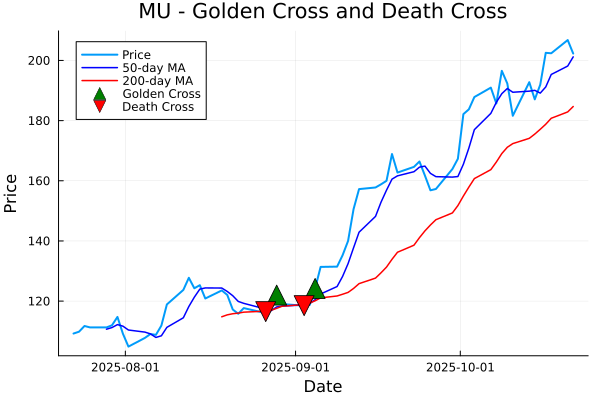 MU - Golden Cross and Death Cross
Price
50-day MA
200-day MA
Golden Cross
Death Cross
200
180
160
140
120
Price
2025-08-01
2025-09-01
2025-10-01
Date